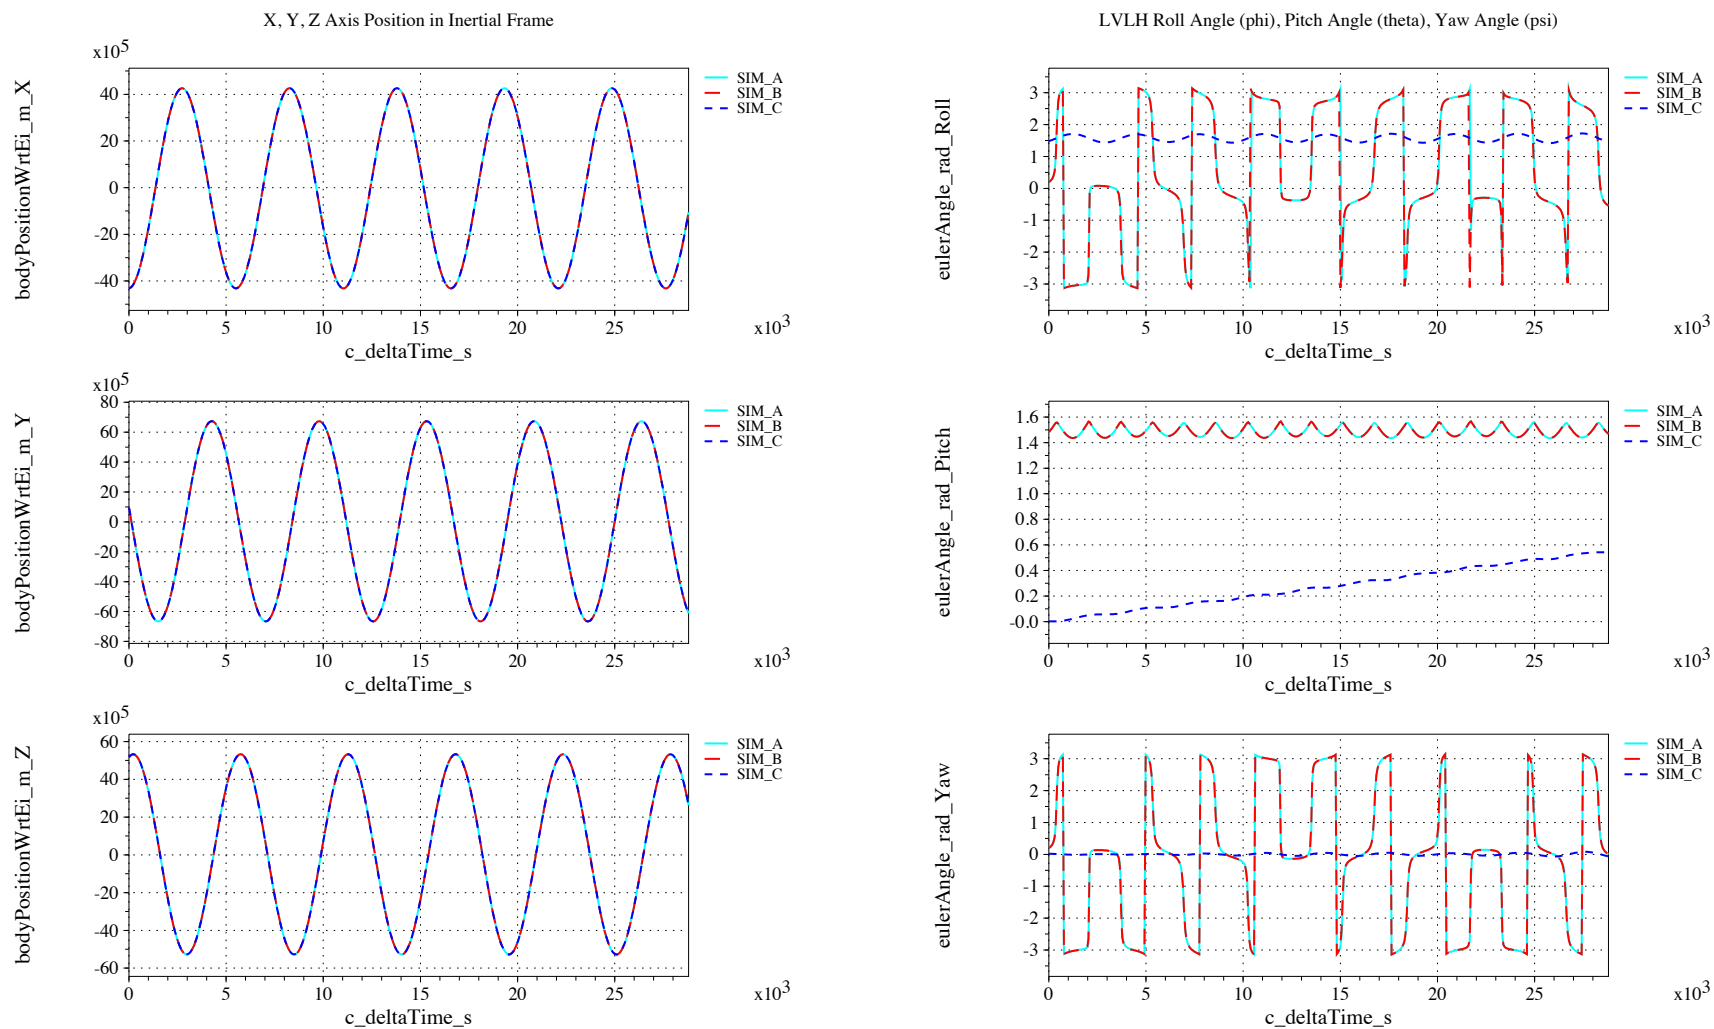 X, Y, Z Axis Position in Inertial Frame
x10^5
bodyPositionWrtEi_m_X
40
20
0
-20
-40
0 5 10 15 20 25
x10^3
c_deltaTime_s
SIM_A
SIM_B
SIM_C
x10^5
bodyPositionWrtEi_m_Y
80
60
40
20
0
-20
-40
-60
-80
0 5 10 15 20 25
x10^3
c_deltaTime_s
SIM_A
SIM_B
SIM_C
x10^5
bodyPositionWrtEi_m_Z
60
40
20
0
-20
-40
-60
0 5 10 15 20 25
x10^3
c_deltaTime_s
SIM_A
SIM_B
SIM_C
LVLH Roll Angle (phi), Pitch Angle (theta), Yaw Angle (psi)
eulerAngle_rad_Roll
3
2
1
0
-1
-2
-3
0 5 10 15 20 25
x10^3
c_deltaTime_s
SIM_A
SIM_B
SIM_C
eulerAngle_rad_Pitch
1.6
1.4
1.2
1.0
0.8
0.6
0.4
0.2
-0.0
0 5 10 15 20 25
x10^3
c_deltaTime_s
SIM_A
SIM_B
SIM_C
eulerAngle_rad_Yaw
3
2
1
0
-1
-2
-3
0 5 10 15 20 25
x10^3
c_deltaTime_s
SIM_A
SIM_B
SIM_C